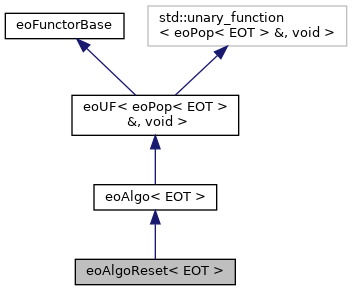 eoFunctorBase
std::unary_function
< eoPop< EOT > &, void >
eoUF< eoPop< EOT >
&, void >
eoAlgo< EOT >
eoAlgoReset< EOT >